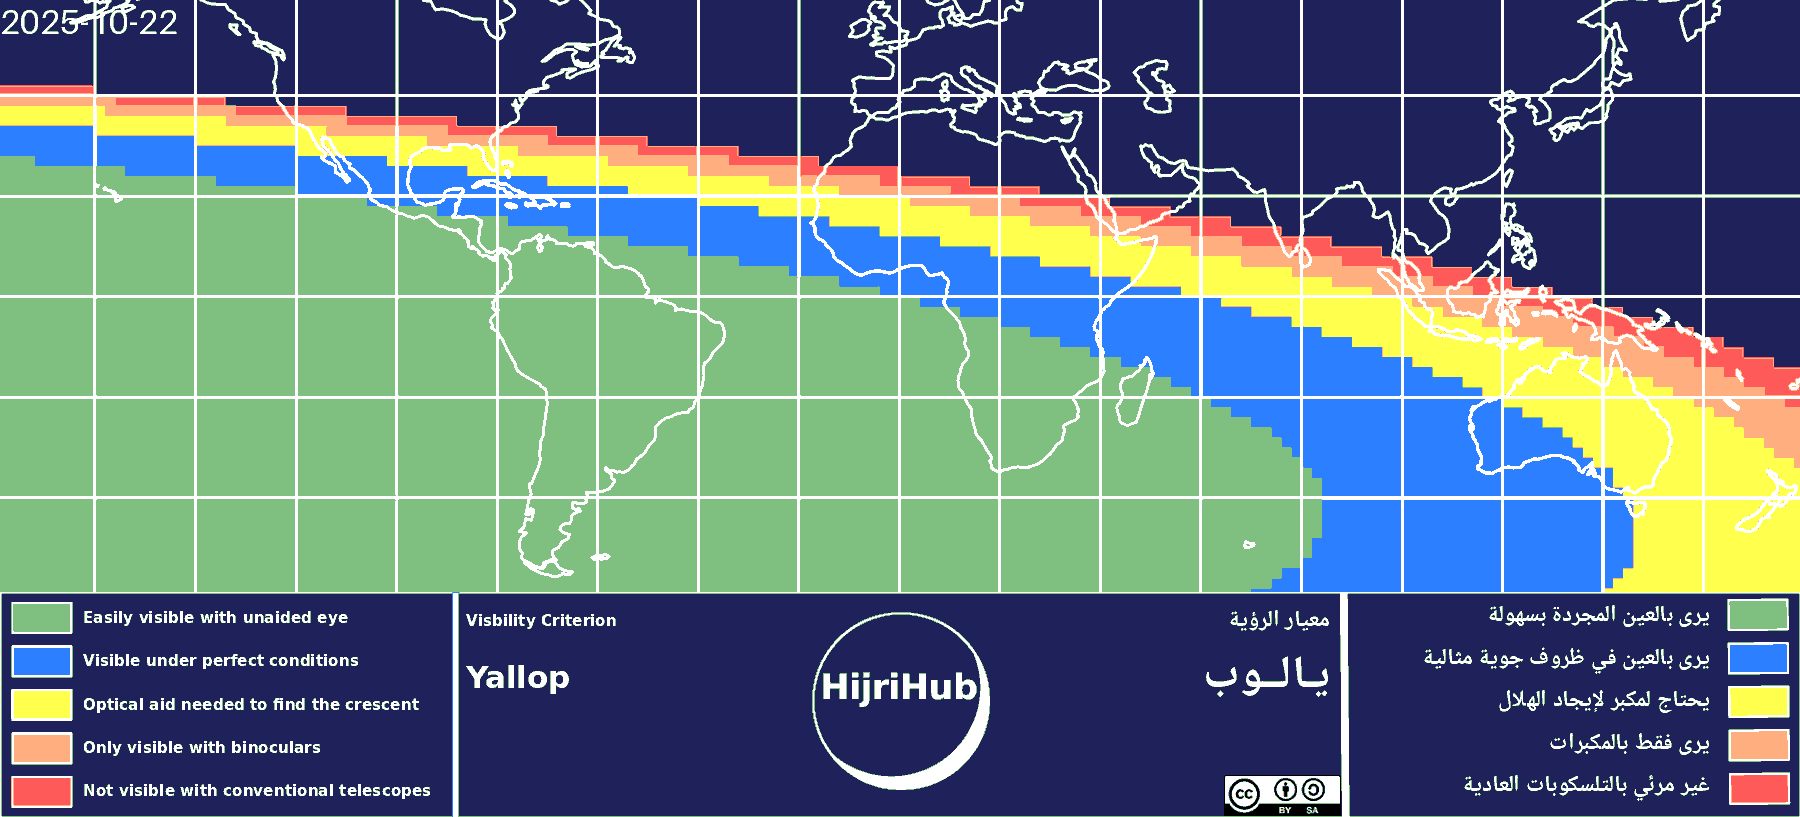 2025-10-22
Easily visible with unaided eye
Visible under perfect conditions
Optical aid needed to find the crescent
Only visible with binoculars
Not visible with conventional telescopes
Visbility Criterion
Yallop
HijriHub
معيار الرؤية
يـالـوب
cc
BY SA
يرى بالعين المجردة بسهولة
يرى بالعين في ظروف جوية مثالية
يحتاج لمكبر لإيجاد الهلال
يرى فقط بالمكبرات
غير مرئي بالتلسكوبات العادية